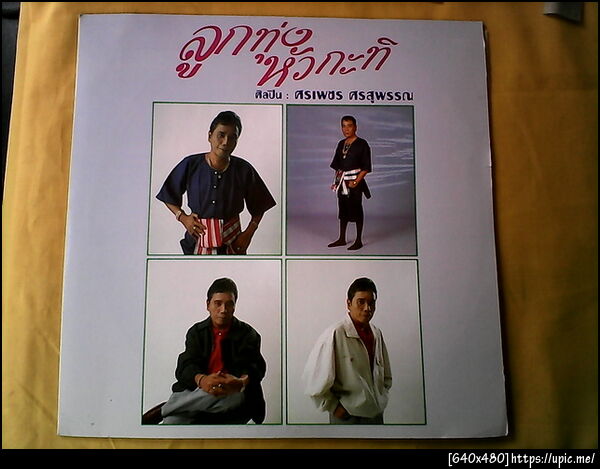 ลูกทุ่ง
หัวกะทิ
ศิลปิน : ศรเพชร ศรสุพรรณ
[640x480]https://upic.me/